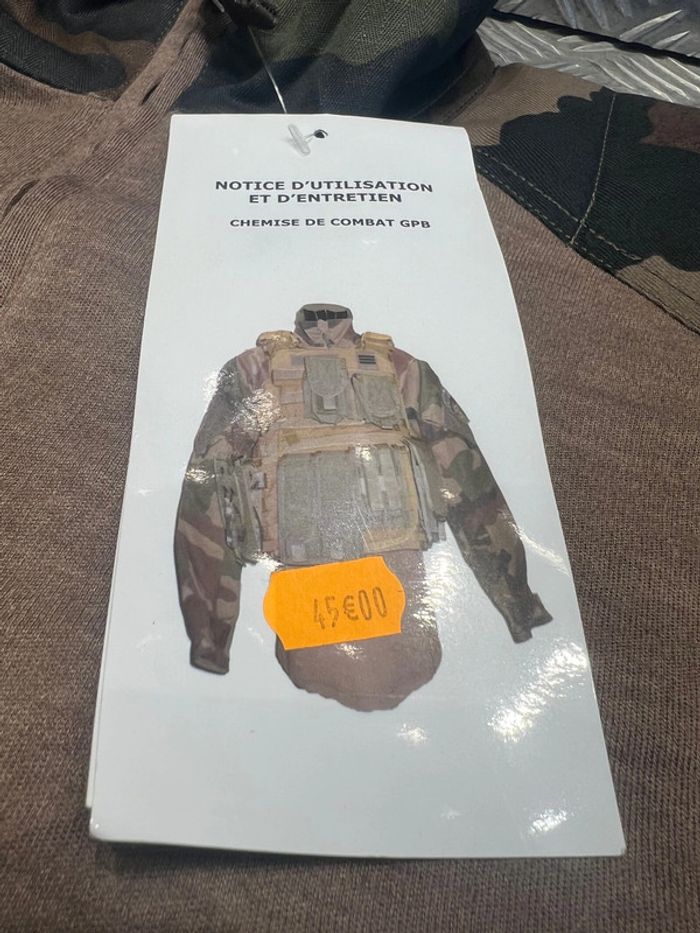 NOTICE D'UTILISATION
ET D'ENTRETIEN
CHEMISE DE COMBAT GPB
45€00